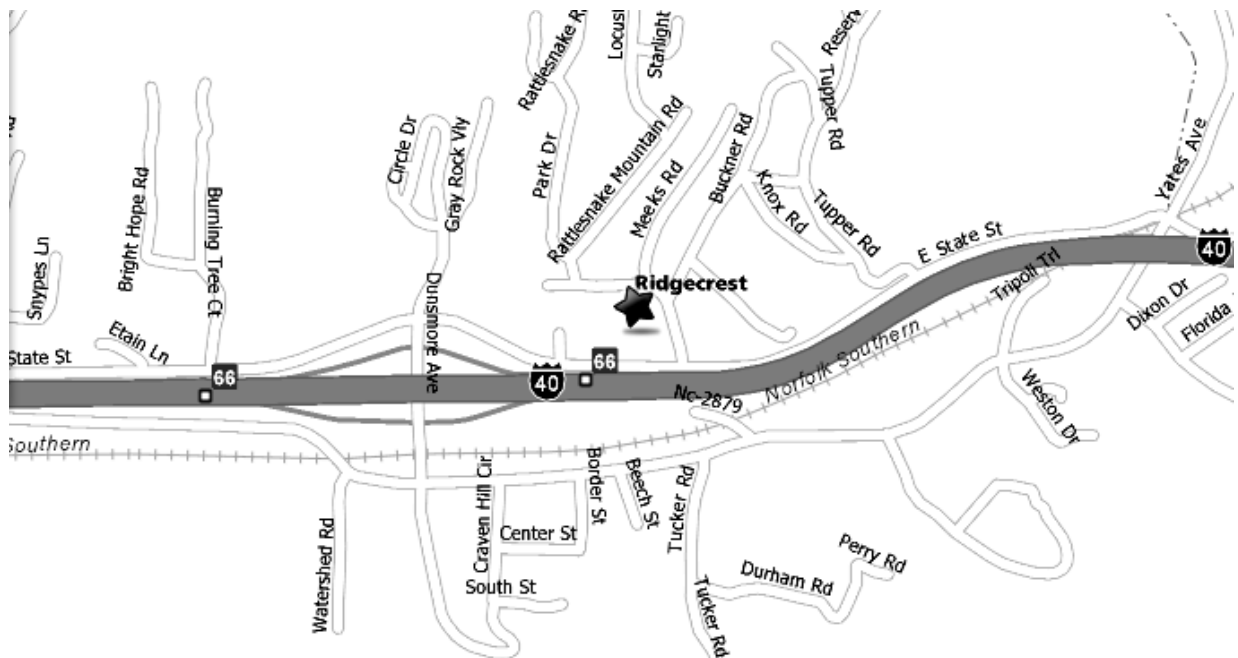 Rattlesnake R
Locus
Starlight
Reserv
Tupper Rd
Yates Ave
Circle Dr
Gray Rock Vly
Park Dr
Rattlesnake Mountain Rd
Meeks Rd
Buckner Rd
Knox Rd
Tupper Rd
Bright Hope Rd
Burning Tree Ct
Snypes Ln
E State St
40
Tripoli Trl
Ridgecrest
Dunsmore Ave
Etain Ln
State St
66
40
66
Nc-2879
Norfolk Southern
Dixon Dr
Florida
Weston Dr
Southern
Watershed Rd
Craven Hill Cir
Border St
Beech St
Tucker Rd
Center St
South St
Durham Rd
Perry Rd
Tucker Rd